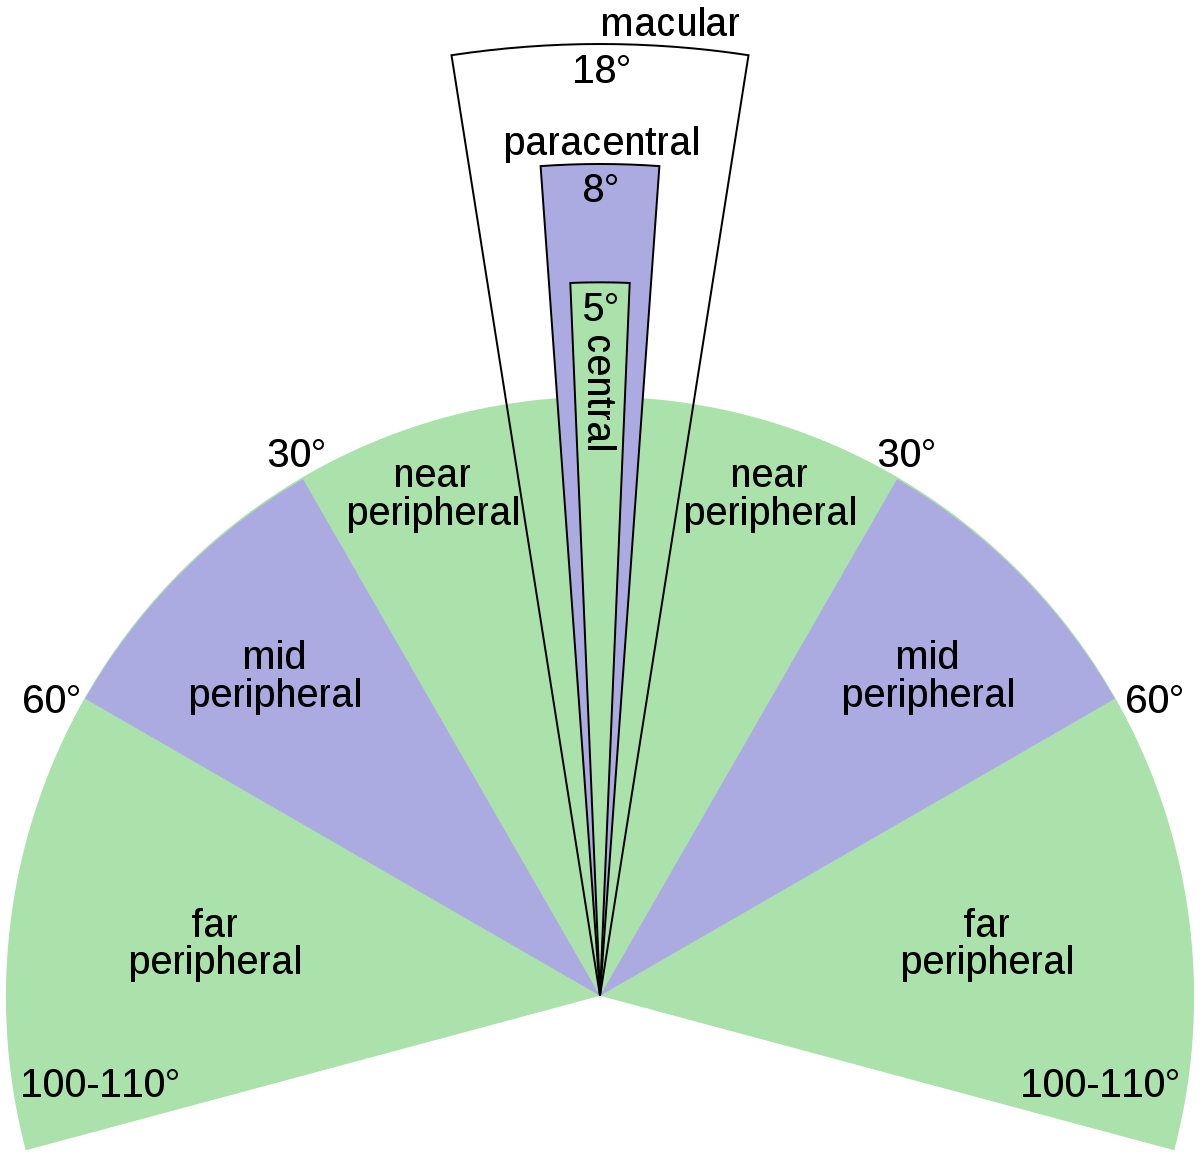 macular
18°
paracentral
8°
5°
central
30°
30°
near
peripheral
near
peripheral
mid
peripheral
mid
peripheral
60°
60°
far
peripheral
far
peripheral
100-110°
100-110°